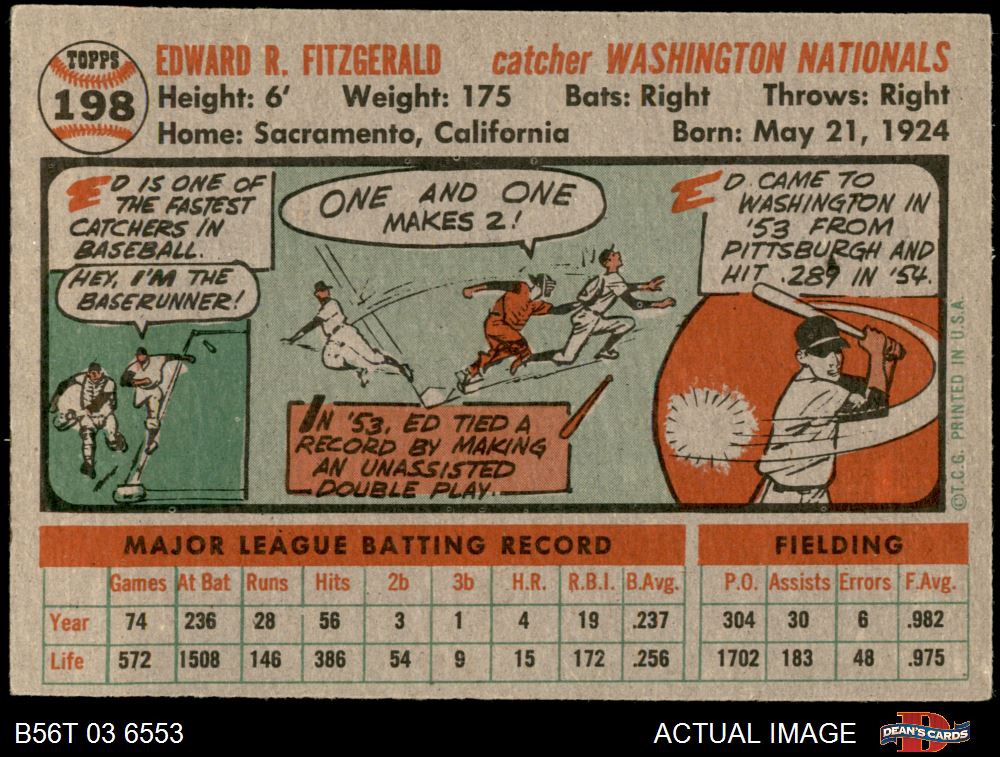 TOPPS
198
EDWARD R. FITZGERALD catcher WASHINGTON NATIONALS
Height: 6' Weight: 175 Bats: Right Throws: Right
Home: Sacramento, California Born: May 21, 1924
ED IS ONE OF
THE FASTEST
CATCHERS IN
BASEBALL.
HEY, I'M THE
BASERUNNER!
ONE AND ONE
MAKES 2!
IN '53, ED TIED A
RECORD BY MAKING
AN UNASSISTED
DOUBLE PLAY.
ED CAME TO
WASHINGTON IN
'53 FROM
PITTSBURGH AND
HIT .289 IN '54.
©T.C.G. PRINTED IN U.S.A.
MAJOR LEAGUE BATTING RECORD FIELDING
Games At Bat Runs Hits 2b 3b H.R. R.B.I. B.Avg. P.O. Assists Errors F.Avg.
Year 74 236 28 56 3 1 4 19 .237 304 30 6 .982
Life 572 1508 146 386 54 9 15 172 .256 1702 183 48 .975
B56T 03 6553 ACTUAL IMAGE DEAN'S CARDS